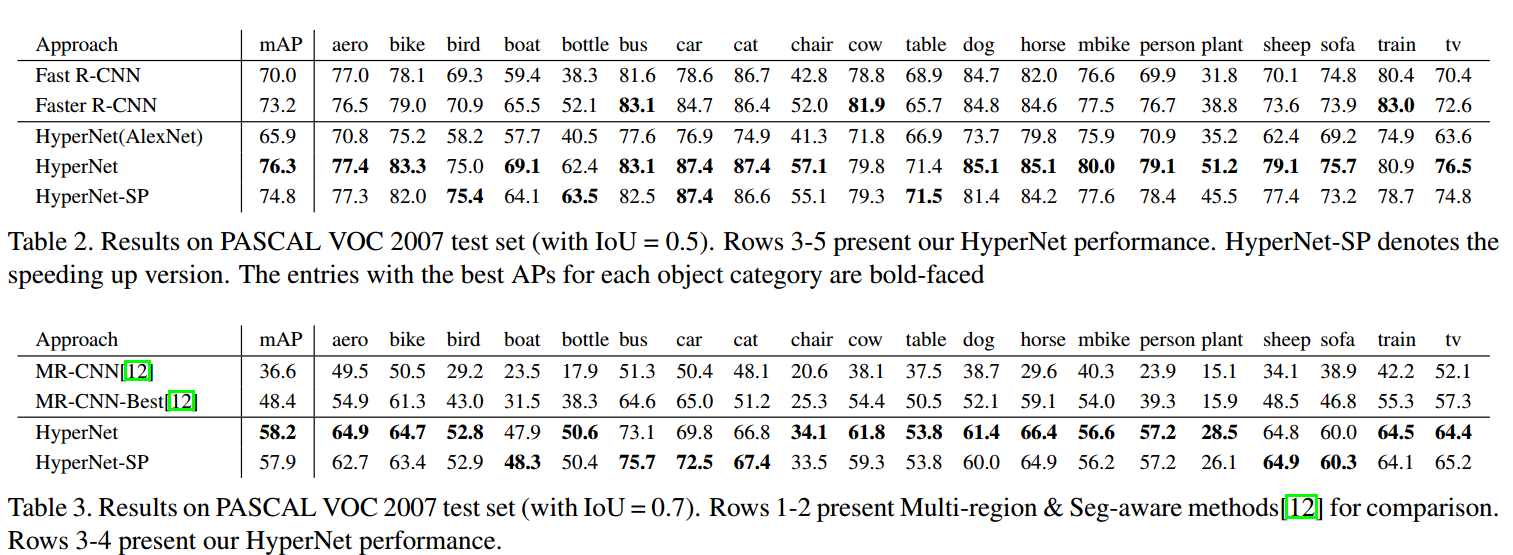 Approach mAP aero bike bird boat bottle bus car cat chair cow table dog horse mbike person plant sheep sofa train tv
Fast R-CNN 70.0 77.0 78.1 69.3 59.4 38.3 81.6 78.6 86.7 42.8 78.8 68.9 84.7 82.0 76.6 69.9 31.8 70.1 74.8 80.4 70.4
Faster R-CNN 73.2 76.5 79.0 70.9 65.5 52.1 83.1 84.7 86.4 52.0 81.9 65.7 84.8 84.6 77.5 76.7 38.8 73.6 73.9 83.0 72.6
HyperNet(AlexNet) 65.9 70.8 75.2 58.2 57.7 40.5 77.6 76.9 74.9 41.3 71.8 66.9 73.7 79.8 75.9 70.9 35.2 62.4 69.2 74.9 63.6
HyperNet 76.3 77.4 83.3 75.0 69.1 62.4 83.1 87.4 87.4 57.1 79.8 71.4 85.1 85.1 80.0 79.1 51.2 79.1 75.7 80.9 76.5
HyperNet-SP 74.8 77.3 82.0 75.4 64.1 63.5 82.5 87.4 86.6 55.1 79.3 71.5 81.4 84.2 77.6 78.4 45.5 77.4 73.2 78.7 74.8
Table 2. Results on PASCAL VOC 2007 test set (with IoU = 0.5). Rows 3-5 present our HyperNet performance. HyperNet-SP denotes the
speeding up version. The entries with the best APs for each object category are bold-faced
Approach mAP aero bike bird boat bottle bus car cat chair cow table dog horse mbike person plant sheep sofa train tv
MR-CNN[12] 36.6 49.5 50.5 29.2 23.5 17.9 51.3 50.4 48.1 20.6 38.1 37.5 38.7 29.6 40.3 23.9 15.1 34.1 38.9 42.2 52.1
MR-CNN-Best[12] 48.4 54.9 61.3 43.0 31.5 38.3 64.6 65.0 51.2 25.3 54.4 50.5 52.1 59.1 54.0 39.3 15.9 48.5 46.8 55.3 57.3
HyperNet 58.2 64.9 64.7 52.8 47.9 50.6 73.1 69.8 66.8 34.1 61.8 53.8 61.4 66.4 56.6 57.2 28.5 64.8 60.0 64.5 64.4
HyperNet-SP 57.9 62.7 63.4 52.9 48.3 50.4 75.7 72.5 67.4 33.5 59.3 53.8 60.0 64.9 56.2 57.2 26.1 64.9 60.3 64.1 65.2
Table 3. Results on PASCAL VOC 2007 test set (with IoU = 0.7). Rows 1-2 present Multi-region & Seg-aware methods[12] for comparison.
Rows 3-4 present our HyperNet performance.